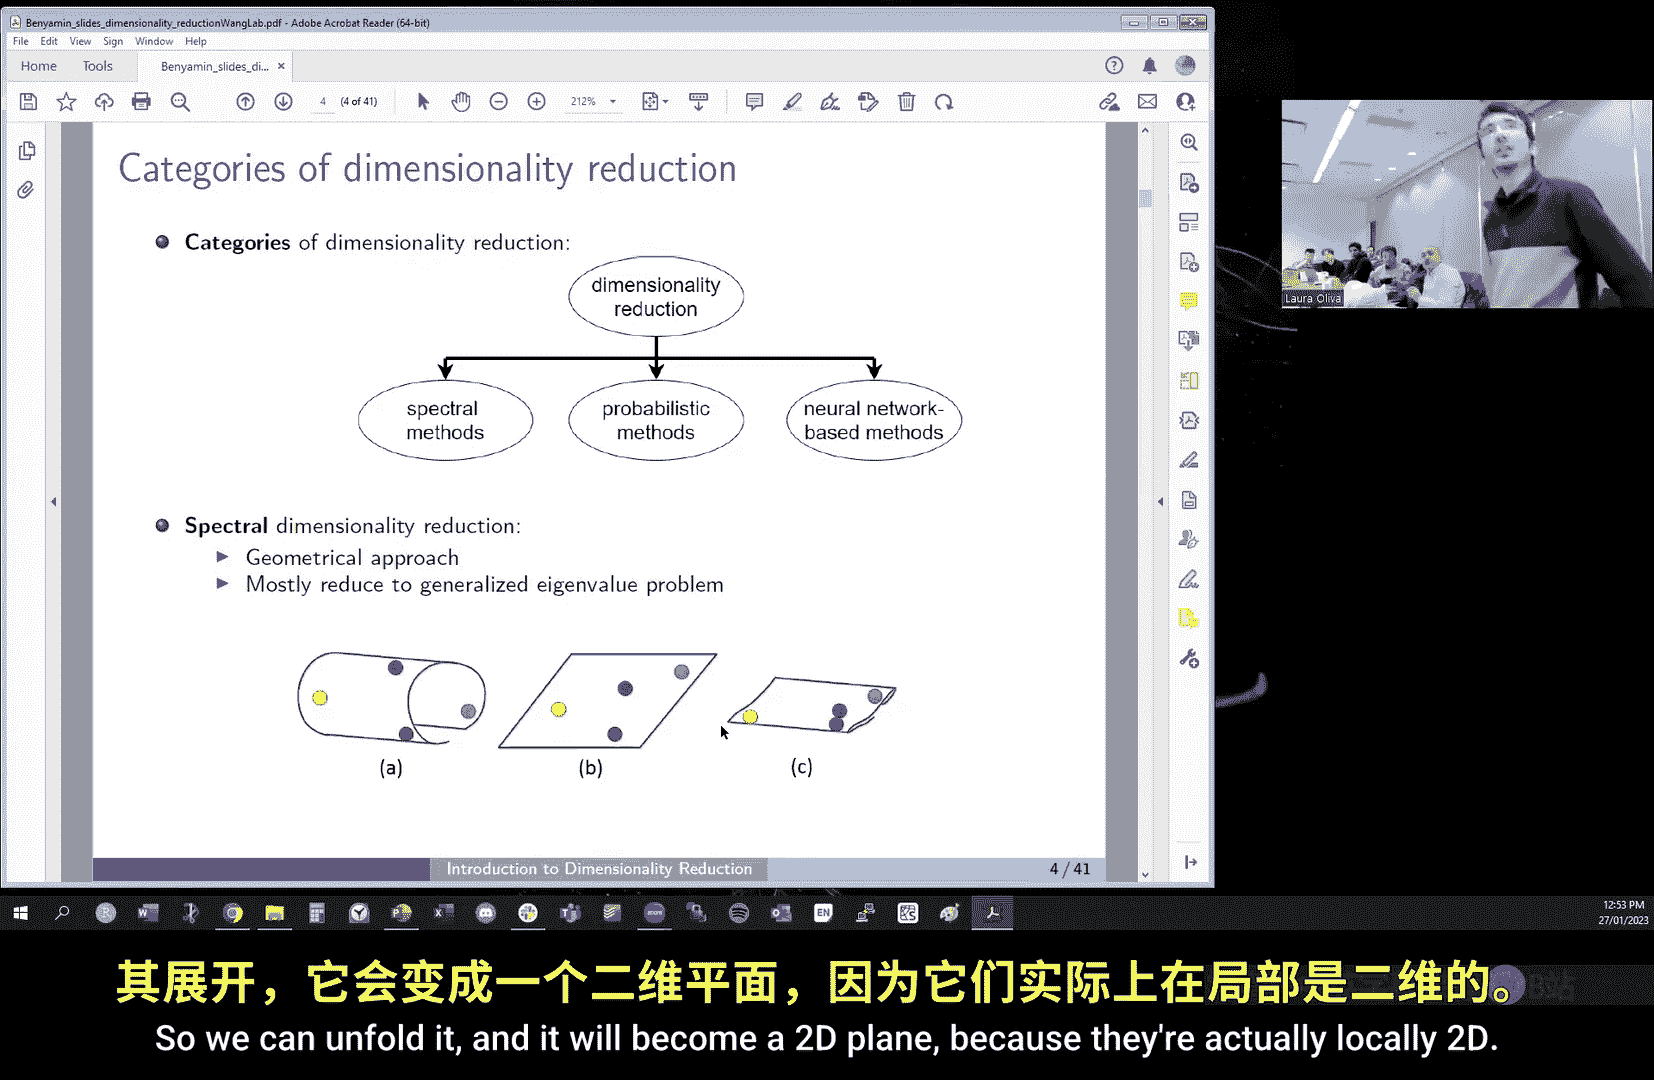 Benyamin_slides_dimensionality_reductionWangLab.pdf - Adobe Acrobat Reader (64-bit)
File Edit View Sign Window Help
Home Tools Benyamin_slides_di... ×
4 (4 of 41) 212%
Categories of dimensionality reduction
Categories of dimensionality reduction:
dimensionality
reduction
spectral
methods
probabilistic
methods
neural network-
based methods
Spectral dimensionality reduction:
Geometrical approach
Mostly reduce to generalized eigenvalue problem
(a) (b) (c)
Introduction to Dimensionality Reduction
4 / 41
Laura Oliva
EN
12:53 PM
27/01/2023
其展开，它会变成一个二维平面，因为它们实际上在局部是二维的。
So we can unfold it, and it will become a 2D plane, because they're actually locally 2D.